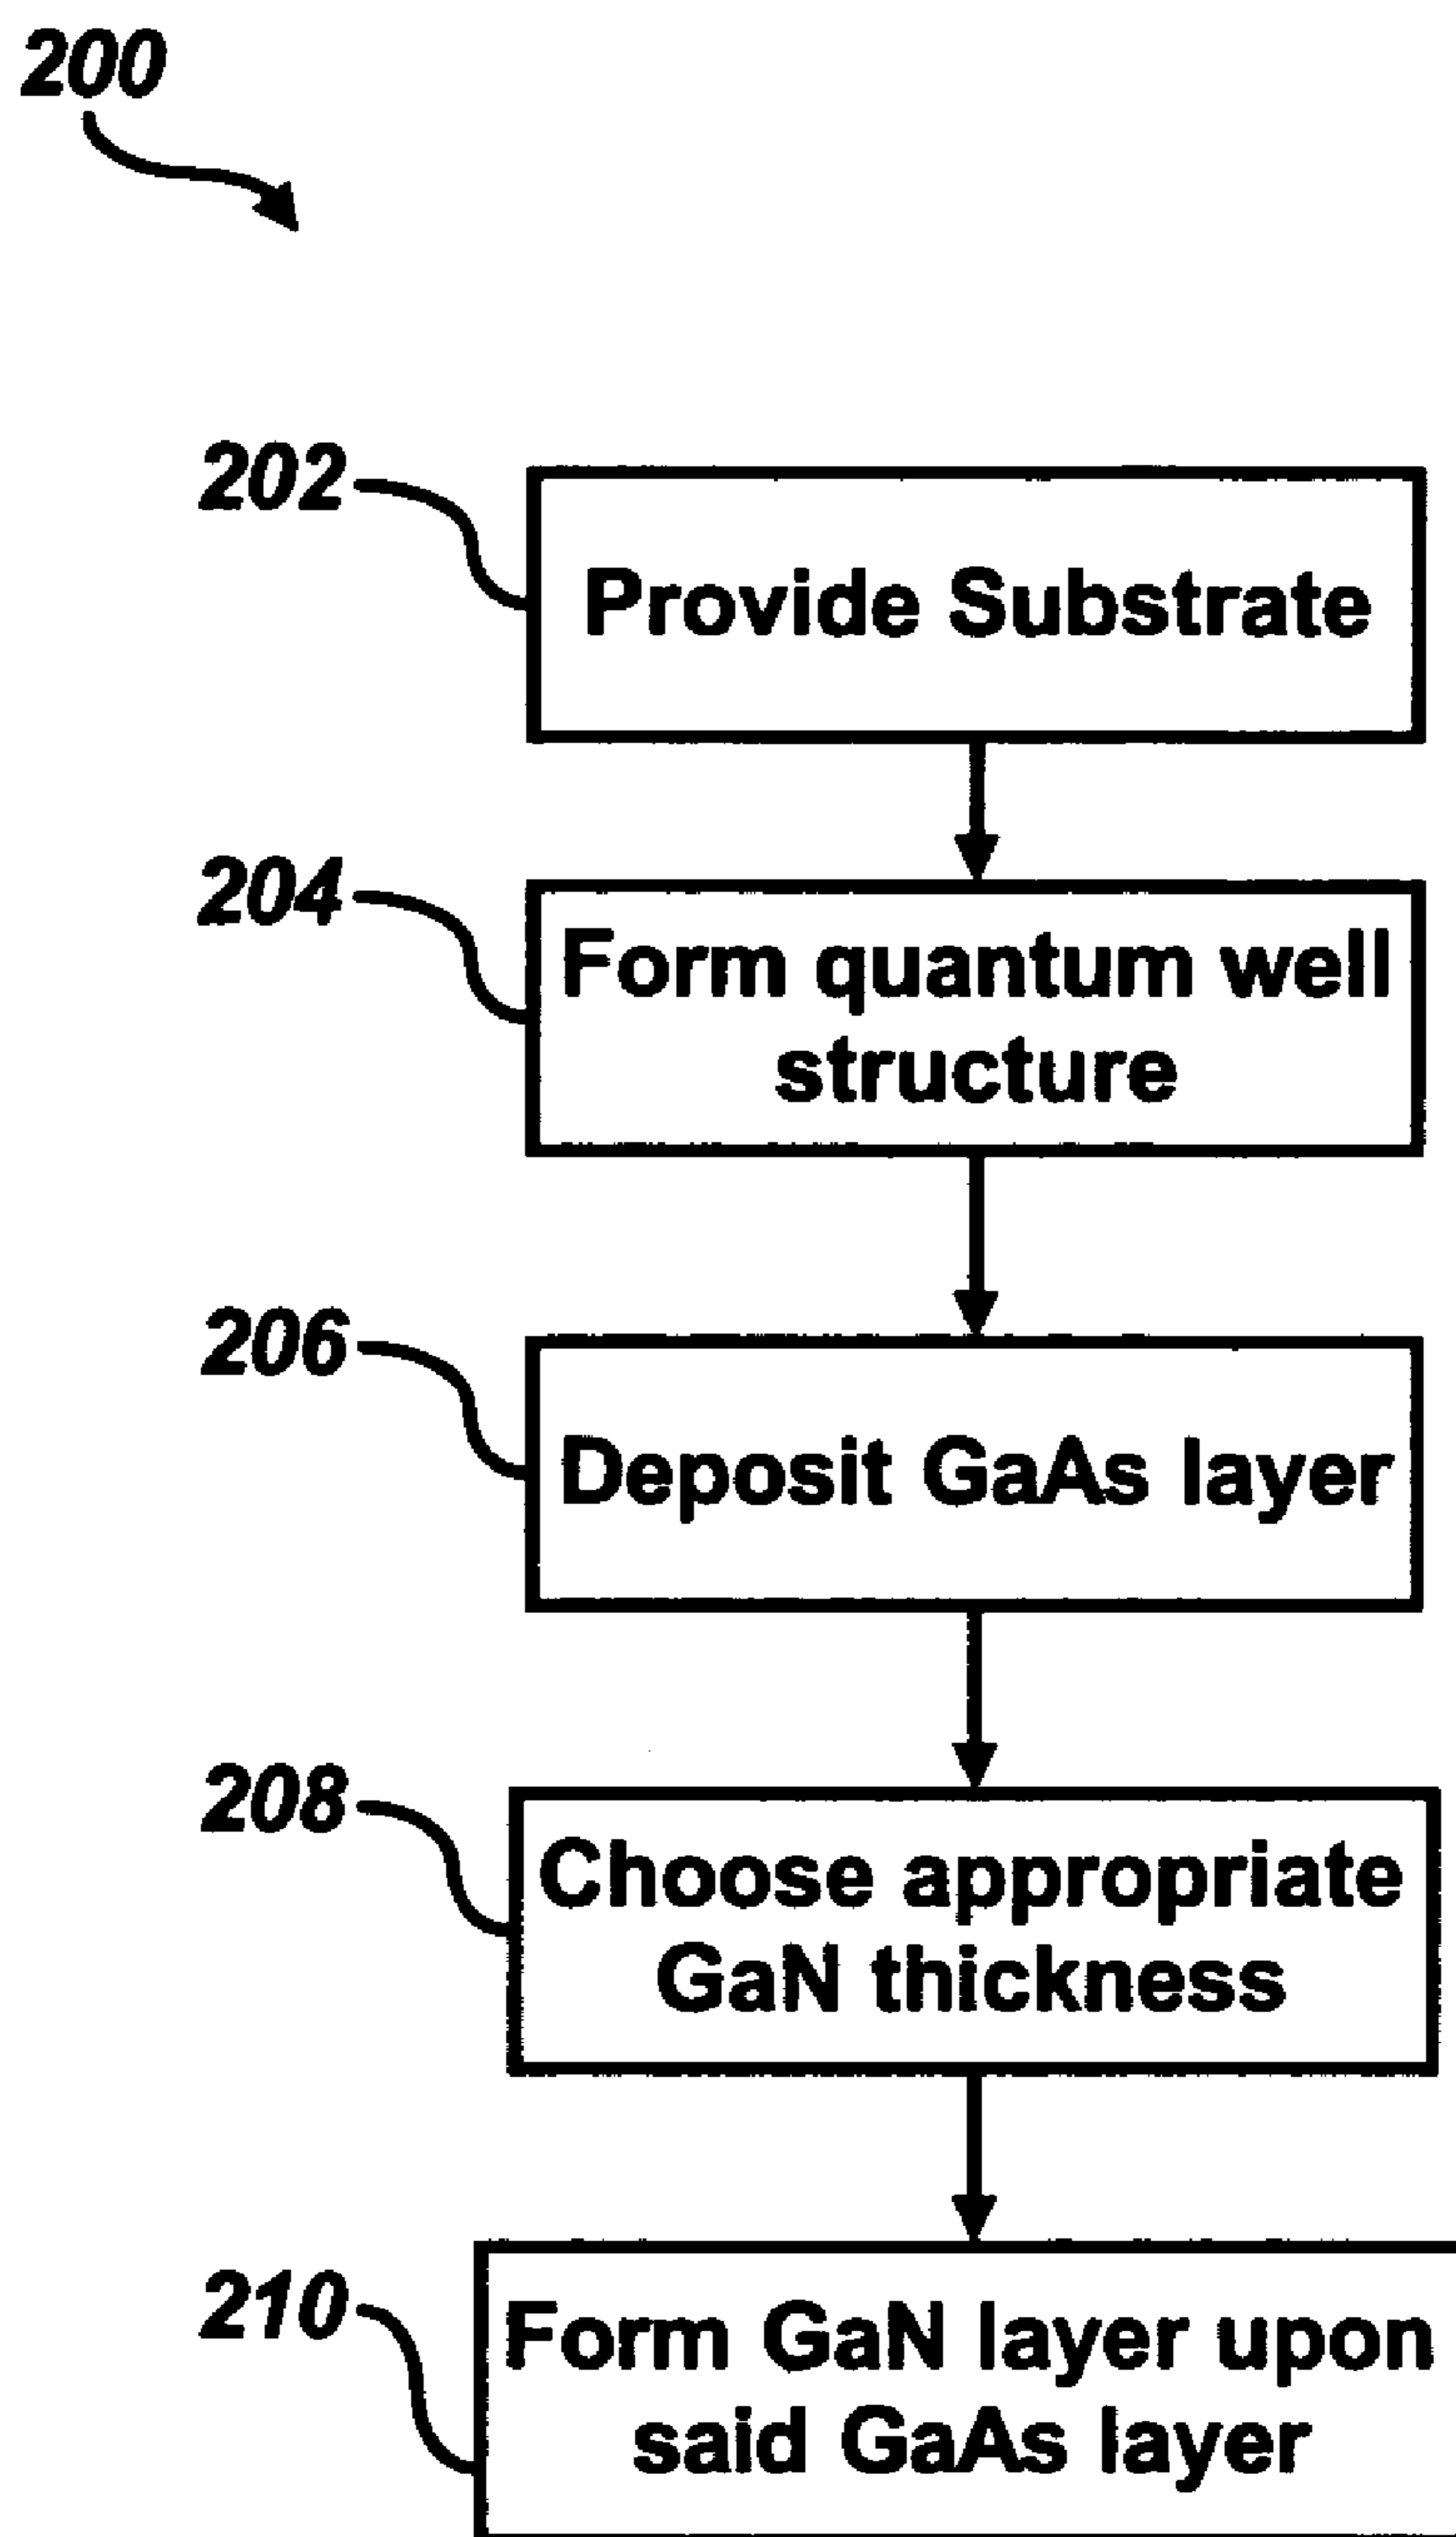 200
202
Provide Substrate
204
Form quantum well
structure
206
Deposit GaAs layer
208
Choose appropriate
GaN thickness
210
Form GaN layer upon
said GaAs layer